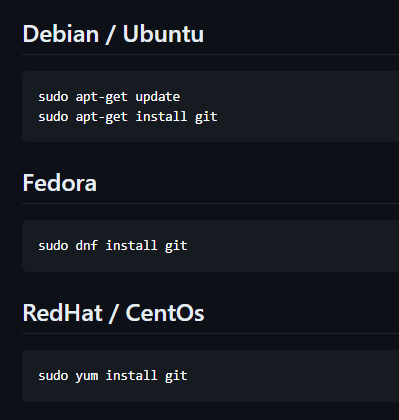 Debian / Ubuntu
sudo apt-get update
sudo apt-get install git
Fedora
sudo dnf install git
RedHat / CentOs
sudo yum install git